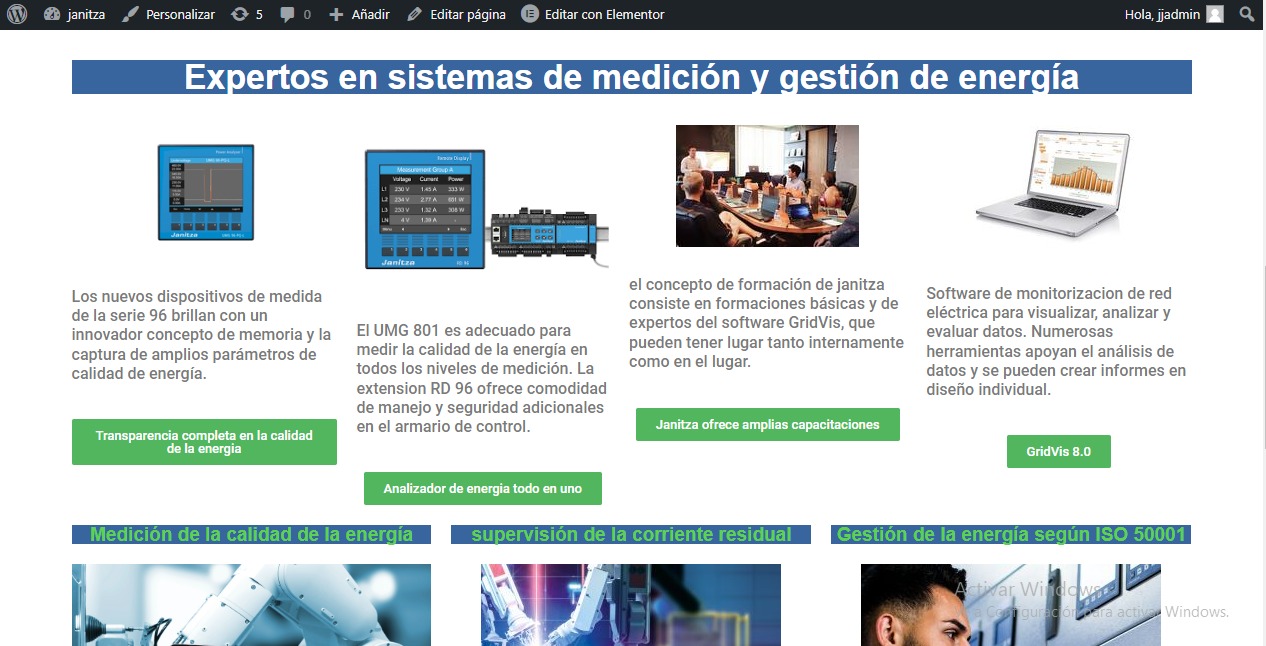 janitza Personalizar 5 0 Añadir Editar página Editar con Elementor Hola, jjadmin
Expertos en sistemas de medición y gestión de energía
Janitza
Remote Display
Measurement Group A
Voltage Current Power
L1 230 V 1.45 A 333 W
L2 234 V 2.77 A 661 W
L3 230 V 1.32 A 308 W
LN 4 V 1.39 A -
Menu Esc
Janitza RD 96
Los nuevos dispositivos de medida
de la serie 96 brillan con un
innovador concepto de memoria y la
captura de amplios parámetros de
calidad de energía.
Transparencia completa en la calidad
de la energia
El UMG 801 es adecuado para
medir la calidad de la energía en
todos los niveles de medición. La
extension RD 96 ofrece comodidad
de manejo y seguridad adicionales
en el armario de control.
Analizador de energia todo en uno
el concepto de formación de janitza
consiste en formaciones básicas y de
expertos del software GridVis, que
pueden tener lugar tanto internamente
como en el lugar.
Janitza ofrece amplias capacitaciones
Software de monitorizacion de red
eléctrica para visualizar, analizar y
evaluar datos. Numerosas
herramientas apoyan el análisis de
datos y se pueden crear informes en
diseño individual.
GridVis 8.0
Medición de la calidad de la energía
supervisión de la corriente residual
Gestión de la energía según ISO 50001
Activar Windows
a Configuración para activar Windows.